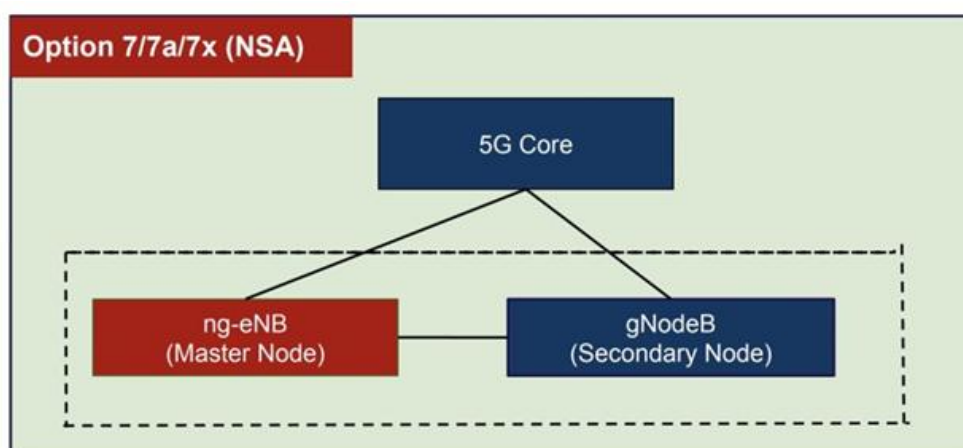 Option 7/7a/7x (NSA)
5G Core
ng-eNB
(Master Node)
gNodeB
(Secondary Node)